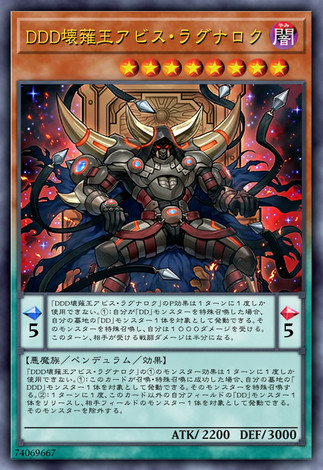 DDD壊薙王アビス・ラグナロク
やみ
闇
「DDD壊薙王アビス・ラグナロク」のP効果は1ターンに1度しか
使用できない。①:自分が「DD」モンスターを特殊召喚した場合、
自分の墓地の「DD」モンスター1体を対象として発動できる。そ
のモンスターを特殊召喚し、自分は1000ダメージを受ける。こ
のターン、相手が受ける戦闘ダメージは半分になる。
5
5
【悪魔族/ペンデュラム/効果】
「DDD壊薙王アビス・ラグナロク」の①のモンスター効果は1ターンに1度しか
使用できない。①:このカードが召喚・特殊召喚に成功した場合、自分の墓地の「
DD」モンスター1体を対象として発動できる。そのモンスターを特殊召喚す
る。②:1ターンに1度、このカード以外の自分フィールドの「DD」モンスター1体
をリリースし、相手フィールドのモンスター1体を対象として発動できる。そ
のモンスターを除外する。
ATK/ 2200 DEF/3000
74069667